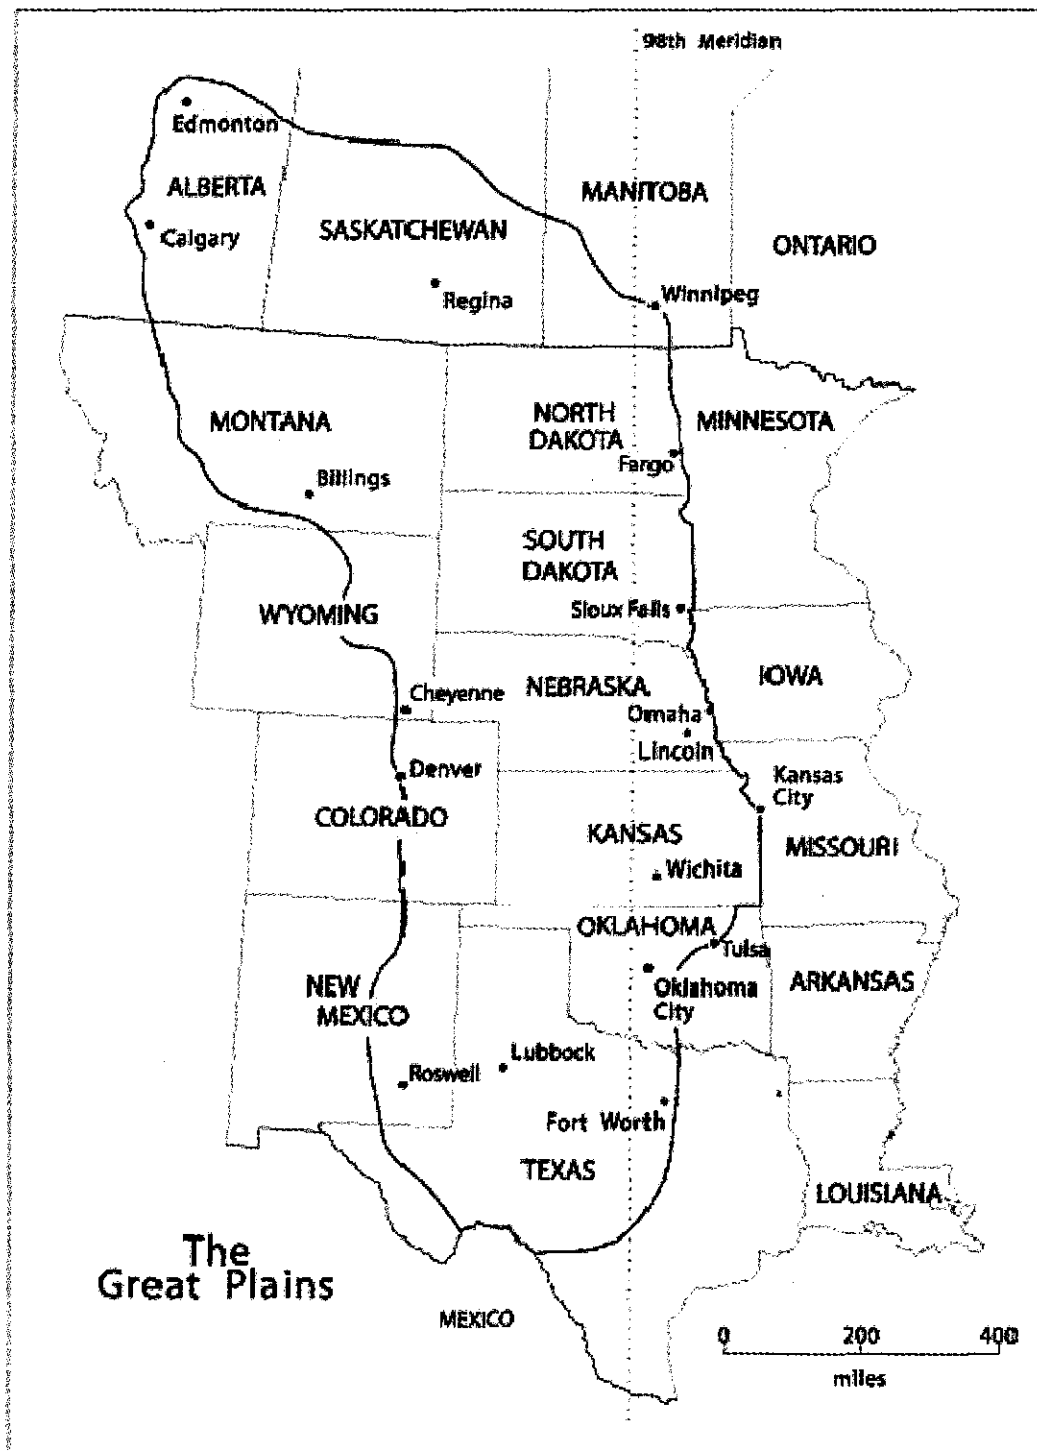 98th Meridian
Edmonton
ALBERTA
MANITOBA
Calgary
SASKATCHEWAN
ONTARIO
Regina
Winnipeg
MONTANA
NORTH
DAKOTA
MINNESOTA
Fargo
Billings
SOUTH
DAKOTA
WYOMING
Sioux Falls
IOWA
Cheyenne
NEBRASKA
Omaha
Lincoln
Denver
Kansas
City
COLORADO
KANSAS
MISSOURI
Wichita
OKLAHOMA
Tulsa
NEW
MEXICO
Oklahoma
City
ARKANSAS
Lubbock
Roswell
Fort Worth
TEXAS
LOUISIANA
The
Great Plains
MEXICO
0 200 400
miles